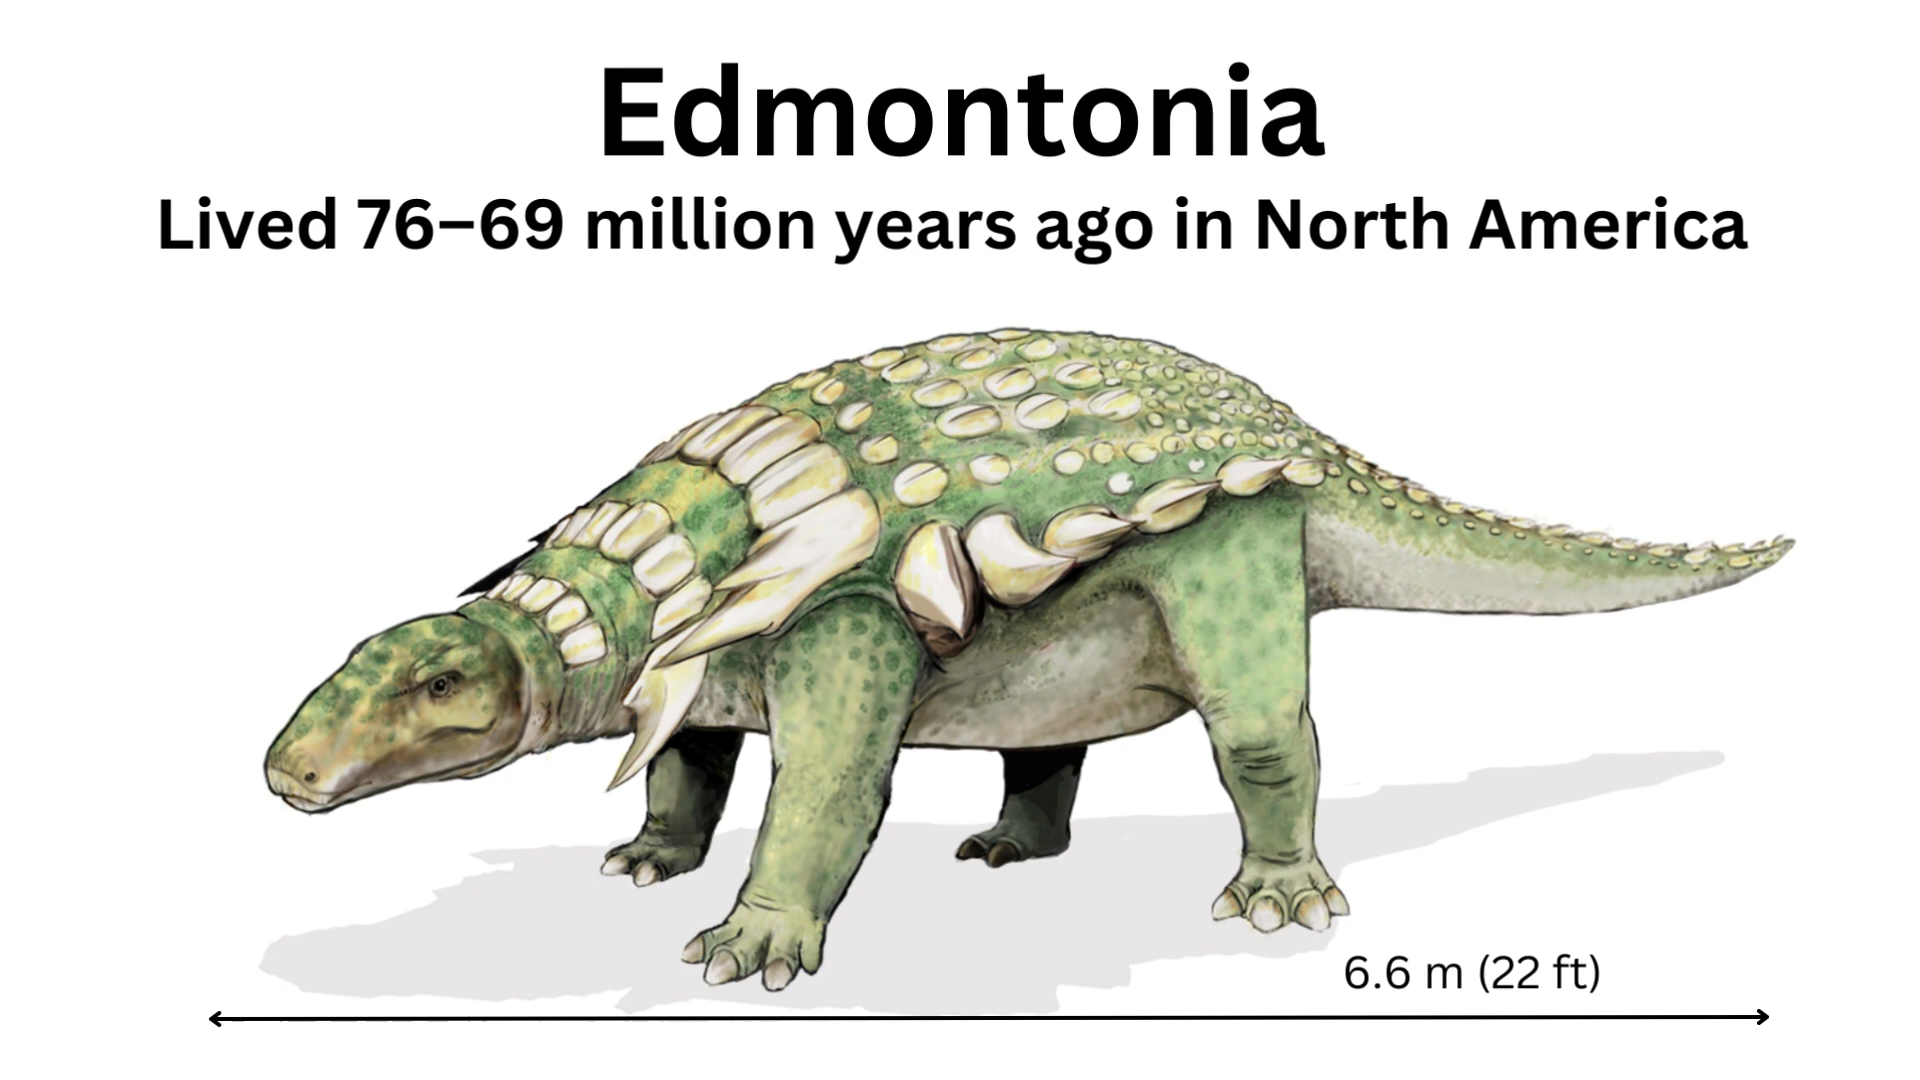 Edmontonia
Lived 76–69 million years ago in North America
6.6 m (22 ft)